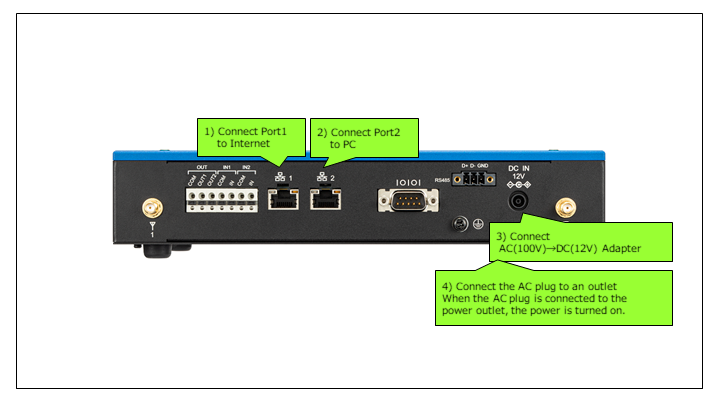 1) Connect Port1
to Internet
2) Connect Port2
to PC
OUT IN1 IN2
COM OUT1 OUT2 COM IN COM IN
1
2
IOIOI
D+ D- GND
RS485
DC IN
12V
1
3) Connect
AC(100V)→DC(12V) Adapter
4) Connect the AC plug to an outlet
When the AC plug is connected to the
power outlet, the power is turned on.